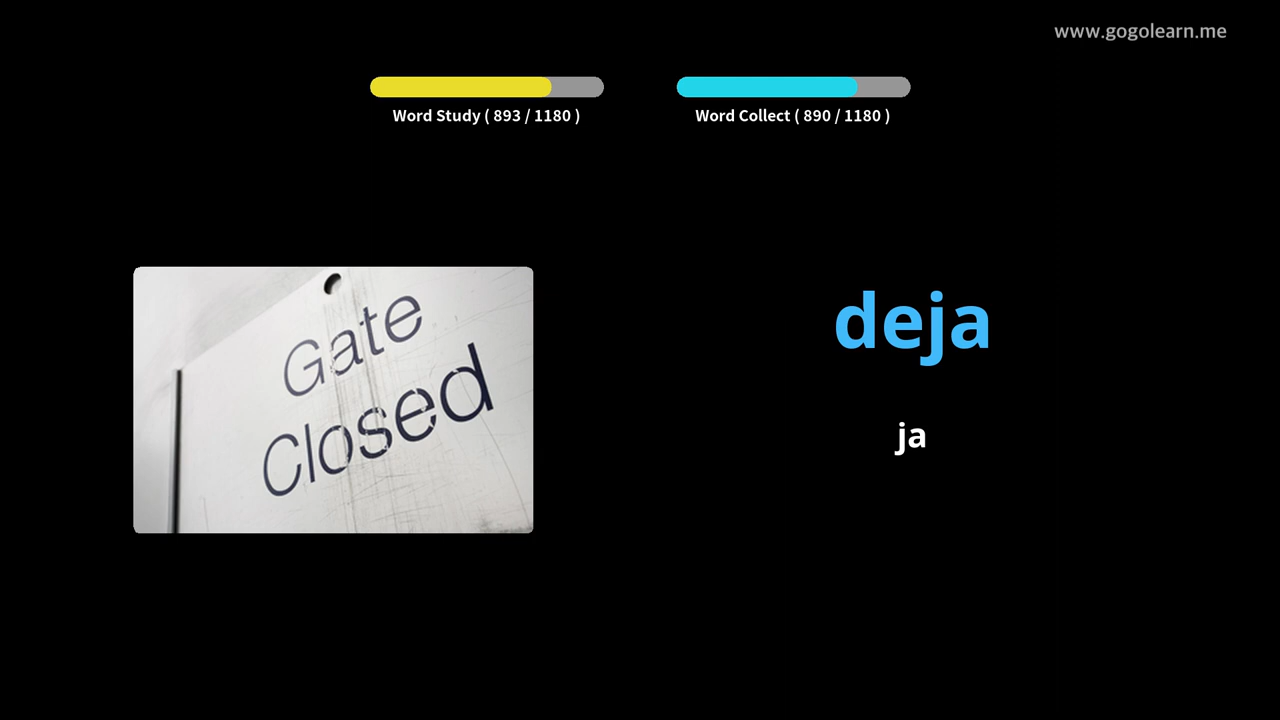 www.gogolearn.me
Word Study ( 893 / 1180 )
Word Collect ( 890 / 1180 )
Gate
Closed
deja
ja